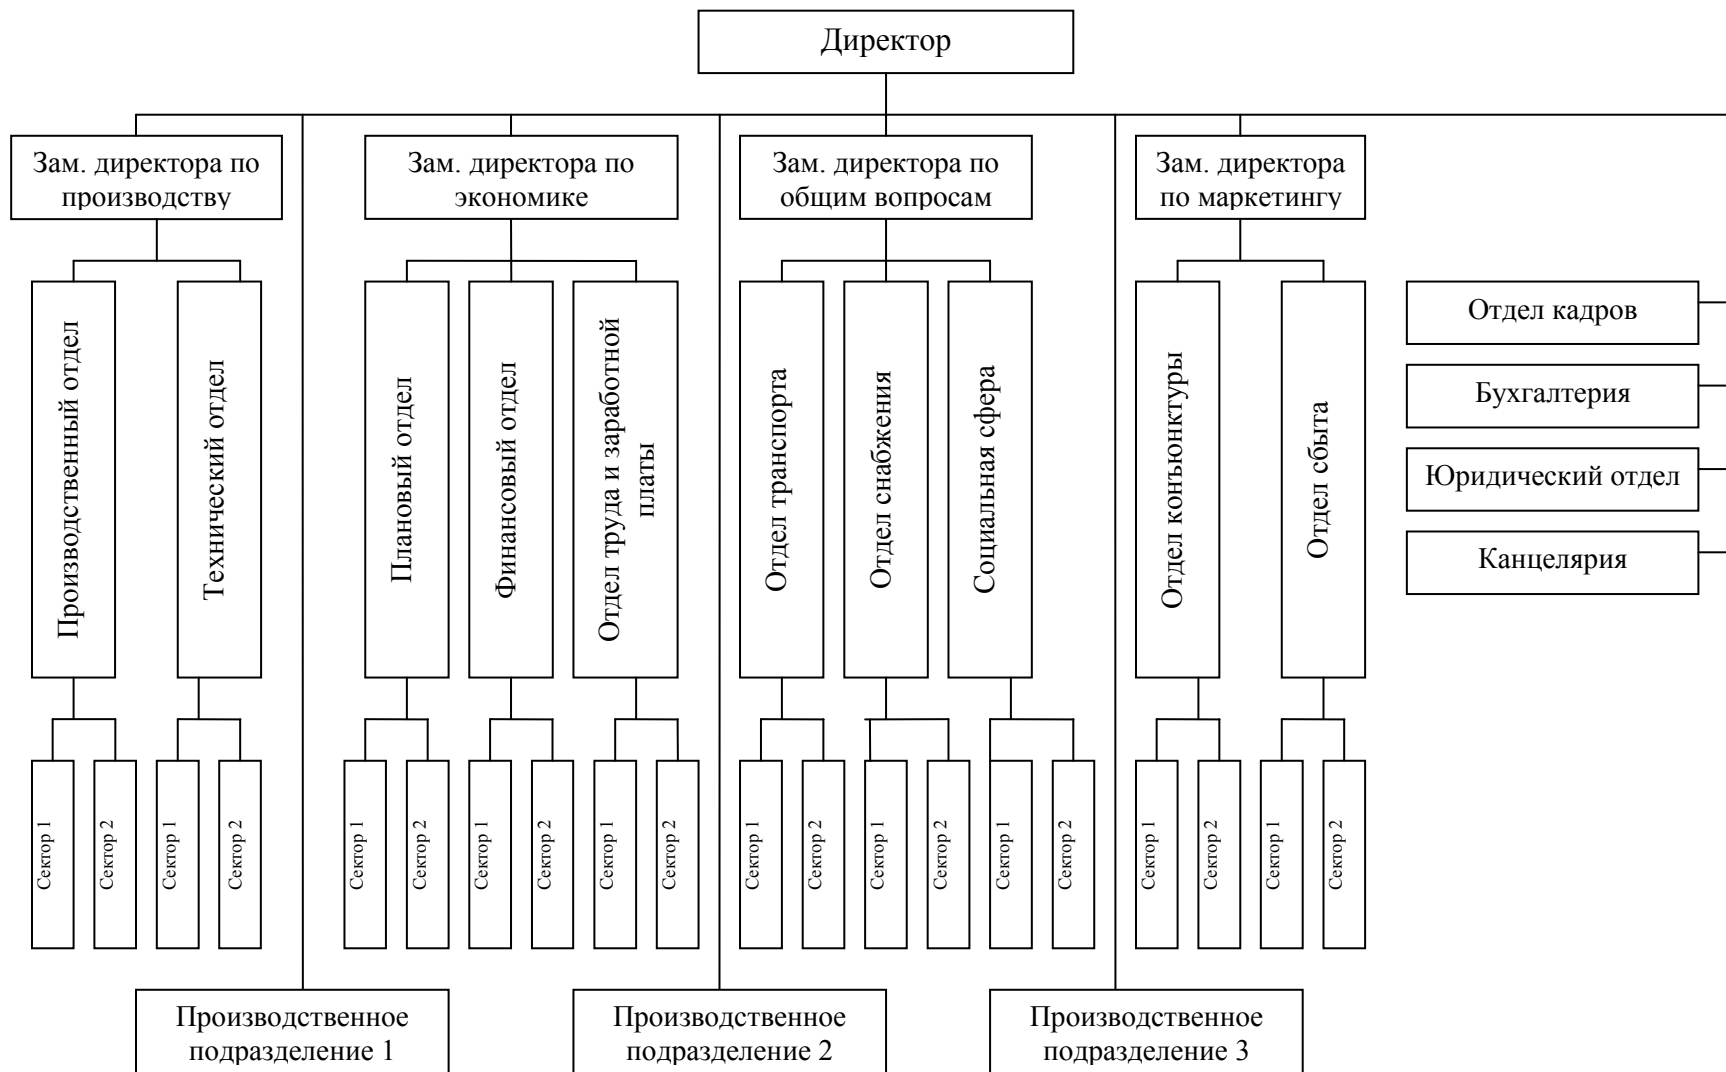 Директор
Зам. директора по
производству
Зам. директора по
экономике
Зам. директора по
общим вопросам
Зам. директора
по маркетингу
Производственный отдел
Технический отдел
Плановый отдел
Финансовый отдел
Отдел труда и заработной
платы
Отдел транспорта
Отдел снабжения
Социальная сфера
Отдел конъюнктуры
Отдел сбыта
Отдел кадров
Бухгалтерия
Юридический отдел
Канцелярия
Сектор 1
Сектор 2
Сектор 1
Сектор 2
Сектор 1
Сектор 2
Сектор 1
Сектор 2
Сектор 1
Сектор 2
Сектор 1
Сектор 2
Сектор 1
Сектор 2
Сектор 1
Сектор 2
Сектор 1
Сектор 2
Сектор 1
Сектор 2
Производственное
подразделение 1
Производственное
подразделение 2
Производственное
подразделение 3